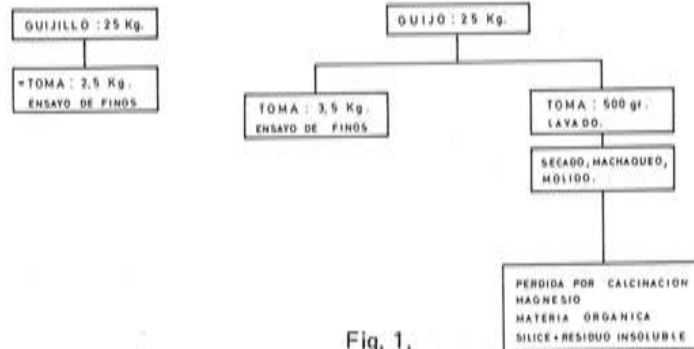 GUIJILLO : 25 Kg.
-TOMA : 2,5 Kg.
ENSAYO DE FINOS
GUIJO : 25 Kg.
TOMA : 3,5 Kg.
ENSAYO DE FINOS
TOMA : 500 gr.
LAVADO.
SECADO, MACHAQUEO,
MOLIDO.
PERDIDA POR CALCINACION
MAGNESIO
MATERIA ORGANICA
SILICE + RESIDUO INSOLUBLE
Fig. 1.